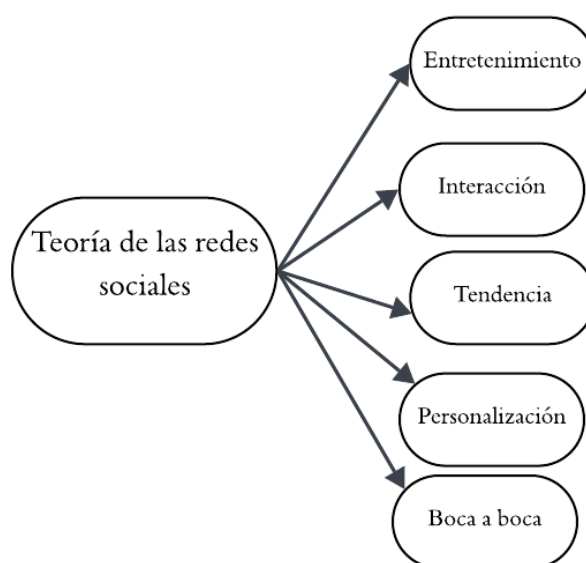 Teoría de las redes
sociales
Entretenimiento
Interacción
Tendencia
Personalización
Boca a boca